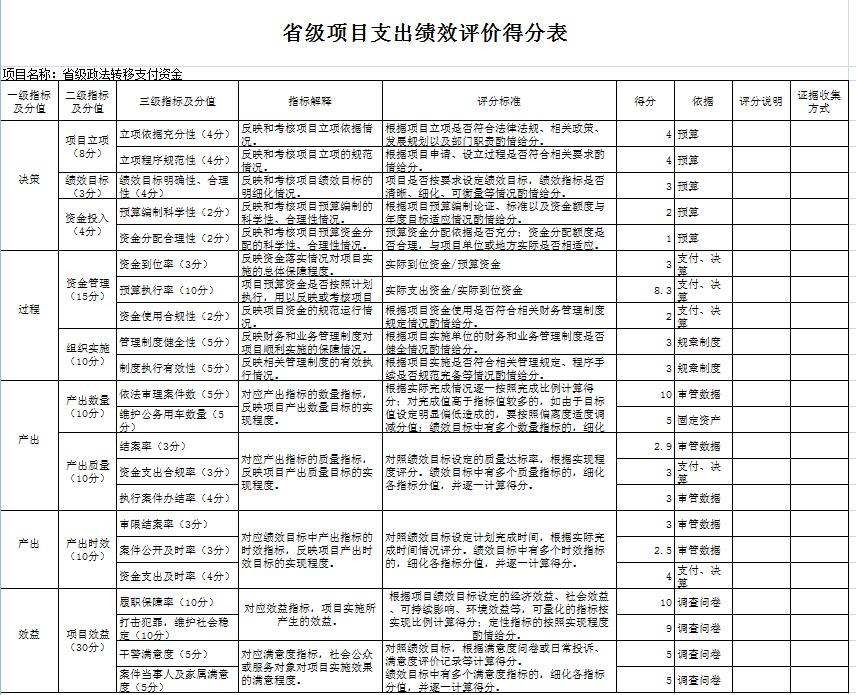 省级项目支出绩效评价得分表
项目名称：省级政法转移支付资金
一级指标及分值 二级指标及分值 三级指标及分值 指标解释 评分标准 得分 依据 评分说明 证据收集方式
决策
项目立项（8分）
立项依据充分性（4分） 反映和考核项目立项依据情况。 根据项目立项是否符合法律法规、相关政策、发展规划以及部门职责酌情给分。 4 预算
立项程序规范性（4分） 反映和考核项目立项的规范情况。 根据项目申请、设立过程是否符合相关要求酌情给分。 4 预算
绩效目标（3分）
绩效目标明确性、合理性（4分） 反映和考核项目绩效目标的明细化情况。 项目是否按要求设定绩效目标，绩效指标是否清晰、细化、可衡量等情况酌情给分。 3 预算
资金投入（4分）
预算编制科学性（2分） 反映和考核项目预算编制的科学性、合理性情况。 根据项目预算编制论证、标准以及资金额度与年度目标适应情况酌情给分。 2 预算
资金分配合理性（2分） 反映和考核项目预算资金分配的科学性、合理性情况。 预算资金分配依据是否充分；资金分配额度是否合理，与项目单位或地方实际是否相适应。 1 预算
过程
资金管理（15分）
资金到位率（3分） 反映资金落实情况对项目实施的总体保障程度。 实际到位资金/预算资金 3 支付、决算
预算执行率（10分） 项目预算资金是否按照计划执行，用以反映或考核项目 实际支出资金/实际到位资金 8.3 支付、决算
资金使用合规性（2分） 反映项目资金的规范运行情况。 根据项目资金使用是否符合相关财务管理制度规定情况酌情给分。 2 支付、决算
组织实施（10分）
管理制度健全性（5分） 反映财务和业务管理制度对项目顺利实施的保障情况。 根据项目实施单位的财务和业务管理制度是否健全情况酌情给分。 3 规章制度
制度执行有效性（5分） 反映相关管理制度的有效执行情况。 根据项目实施是否符合相关管理规定、程序手续是否规范完备等情况酌情给分。 3 规章制度
产出
产出数量（10分）
依法审理案件数（5分） 对应产出指标的数量指标，反映项目产出数量目标的实现程度。 根据实际完成情况逐一按照完成比例计算得分；对完成值高于指标值较多的，如由于目标值设定明显偏低造成的，要按照偏离度适度调减分值；绩效目标中有多个数量指标的，细化 10 审管数据
维护公务用车数量（5分） 5 固定资产
产出质量（10分）
结案率（3分） 对应产出指标的质量指标，反映项目产出质量目标的实现程度。 对照绩效目标设定的质量达标率，根据实现程度评分。绩效目标中有多个质量指标的，细化各指标分值，并逐一计算得分。 2.9 审管数据
资金支出合规率（3分） 3 支付、决算
执行案件办结率（4分） 3 审管数据
产出
产出时效（10分）
审限结案率（3分） 对应绩效目标中产出指标的时效指标，反映项目产出时效目标的实现程度。 对照绩效目标设定计划完成时间，根据实际完成时间情况评分。绩效目标中有多个时效指标的，细化各指标分值，并逐一计算得分。 3 审管数据
案件公开及时率（3分） 2.5 审管数据
资金支出及时率（4分） 4 支付、决算
效益
项目效益（30分）
履职保障率（10分） 对应效益指标，项目实施所产生的效益。 根据项目绩效目标设定的经济效益、社会效益、可持续影响、环境效益等，可量化的指标按实现比例计算得分；定性指标的按照实现程度酌情给分。 10 调查问卷
打击犯罪，维护社会稳定（10分） 9 调查问卷
干警满意度（5分） 对应满意度指标，社会公众或服务对象对项目实施效果的满意程度。 对照绩效目标，根据满意度问卷或日常投诉、满意度评价记录等计算得分。 5 调查问卷
案件当事人及家属满意度（5分） 绩效目标中有多个满意度指标的，细化各指标分值，并逐一计算得分。 5 调查问卷